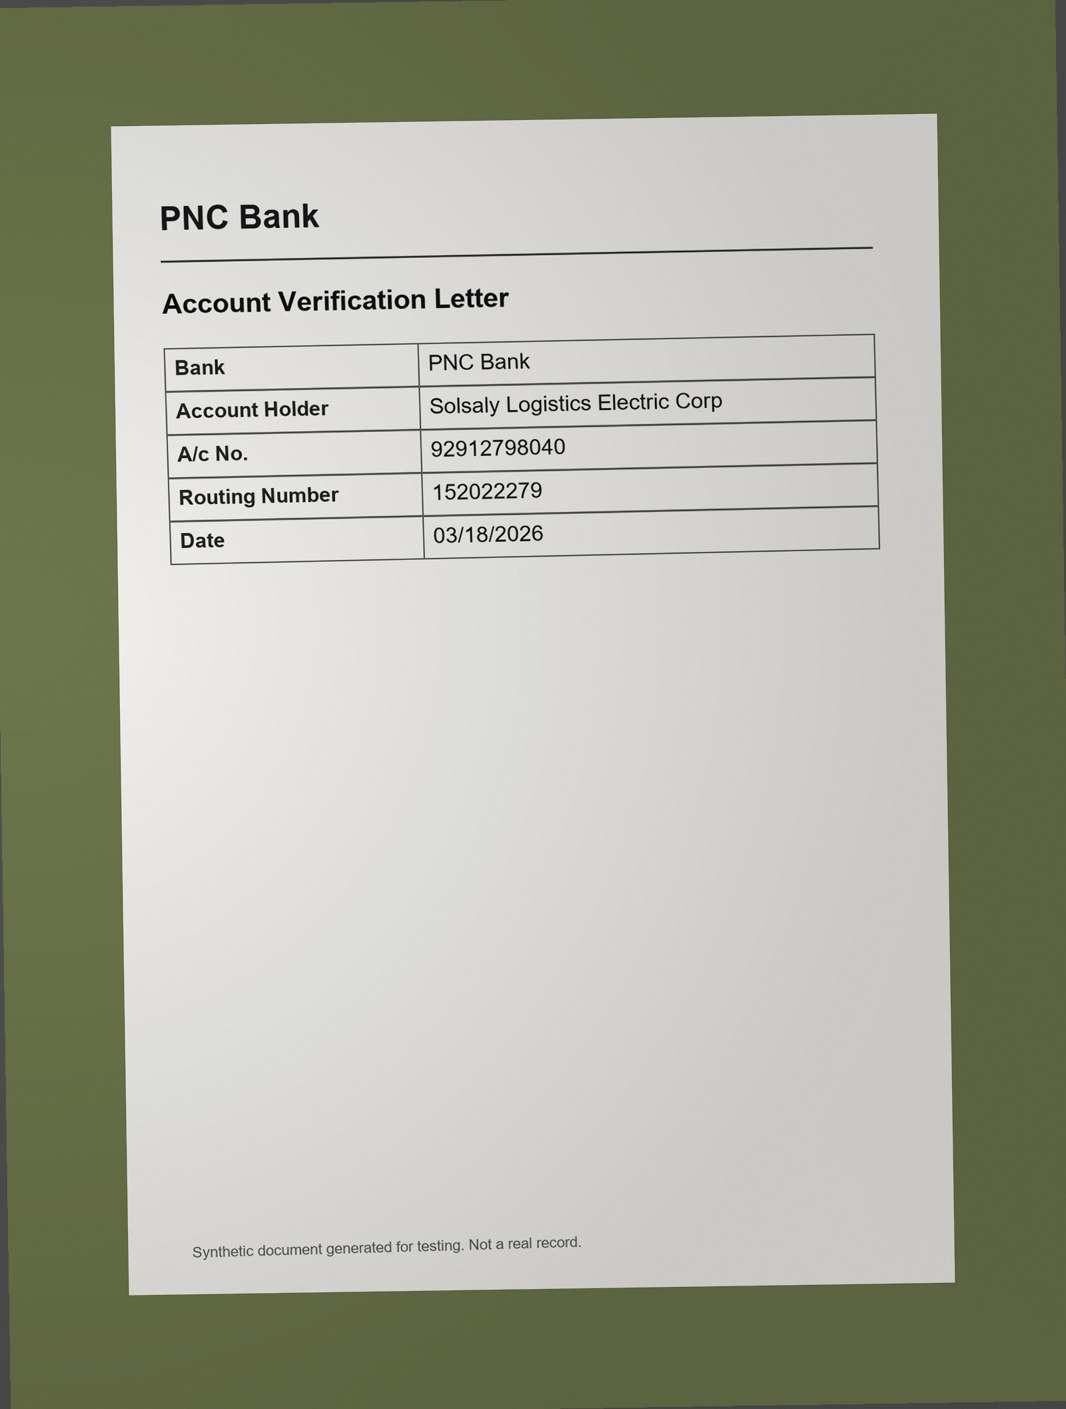 PNC Bank
Account Verification Letter
Bank PNC Bank
Account Holder Solsaly Logistics Electric Corp
A/c No. 92912798040
Routing Number 152022279
Date 03/18/2026
Synthetic document generated for testing. Not a real record.